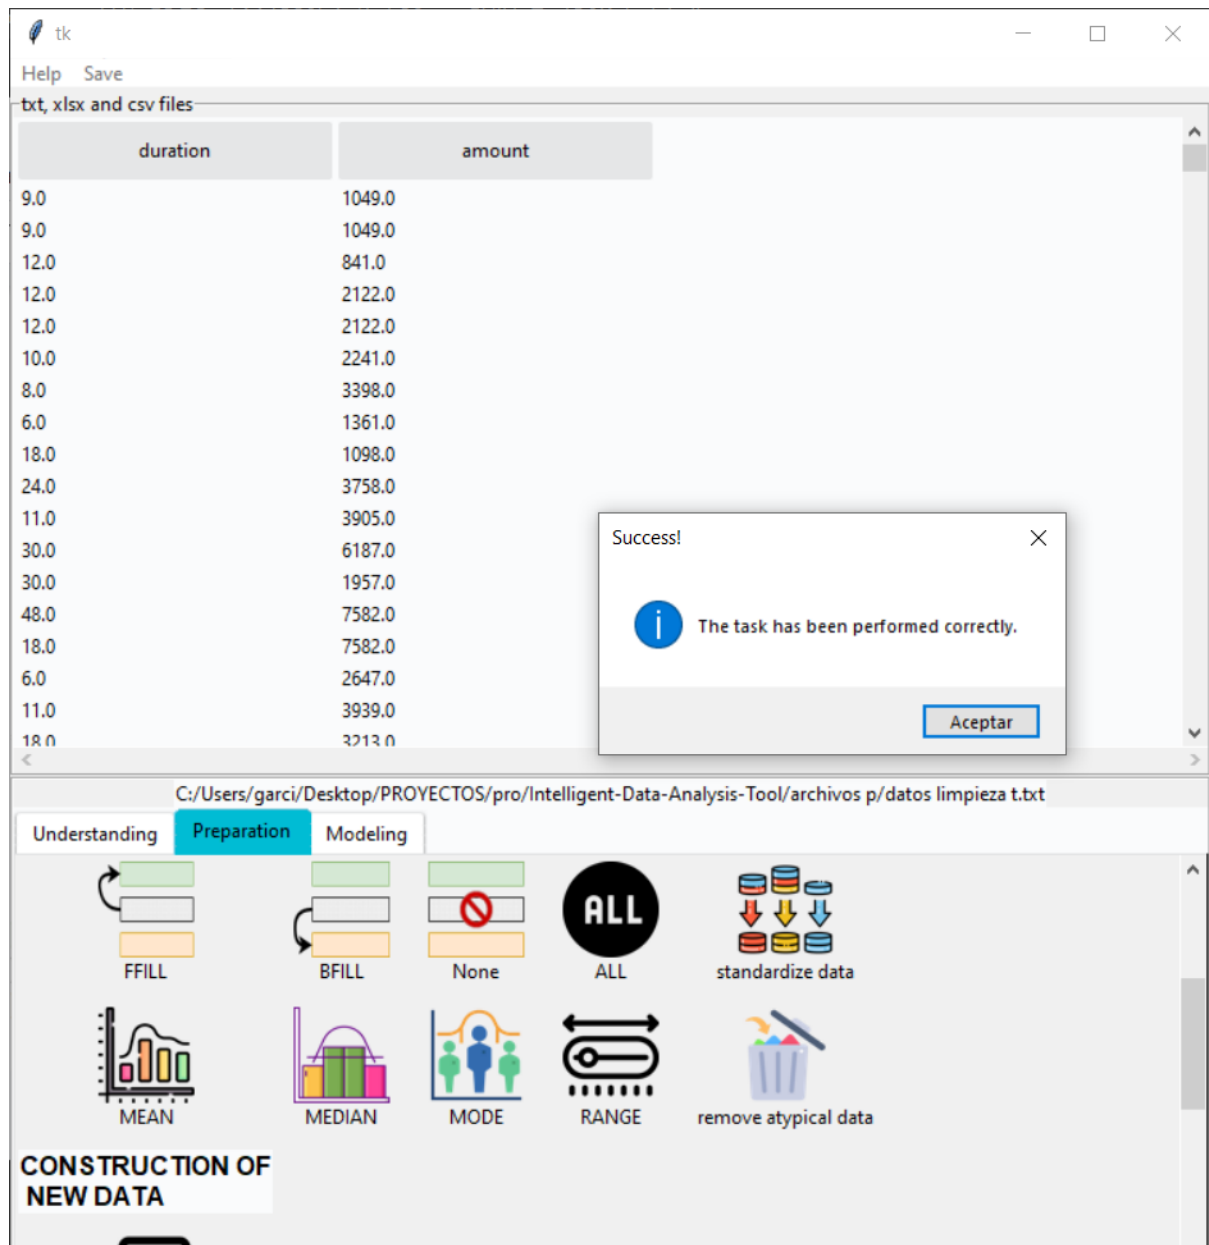 tk
Help Save
txt, xlsx and csv files
duration amount
9.0 1049.0
9.0 1049.0
12.0 841.0
12.0 2122.0
12.0 2122.0
10.0 2241.0
8.0 3398.0
6.0 1361.0
18.0 1098.0
24.0 3758.0
11.0 3905.0
30.0 6187.0
30.0 1957.0
48.0 7582.0
18.0 7582.0
6.0 2647.0
11.0 3939.0
18.0 3213.0
Success!
The task has been performed correctly.
Aceptar
C:/Users/garci/Desktop/PROYECTOS/pro/Intelligent-Data-Analysis-Tool/archivos p/datos limpieza t.txt
Understanding Preparation Modeling
ALL
FFILL BFILL None ALL standardize data
MEAN MEDIAN MODE RANGE remove atypical data
CONSTRUCTION OF
NEW DATA